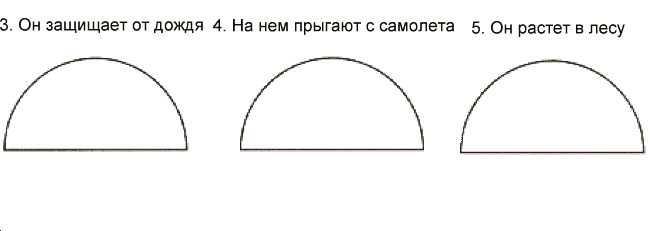 3. Он защищает от дождя 4. На нем прыгают с самолета 5. Он растет в лесу